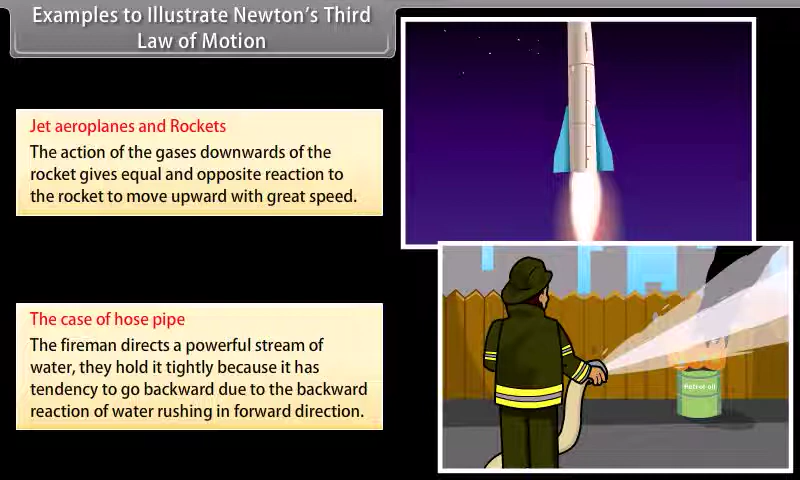 Examples to Illustrate Newton's Third
Law of Motion
Jet aeroplanes and Rockets
The action of the gases downwards of the
rocket gives equal and opposite reaction to
the rocket to move upward with great speed.
The case of hose pipe
The fireman directs a powerful stream of
water, they hold it tightly because it has
tendency to go backward due to the backward
reaction of water rushing in forward direction.
Petrol oil